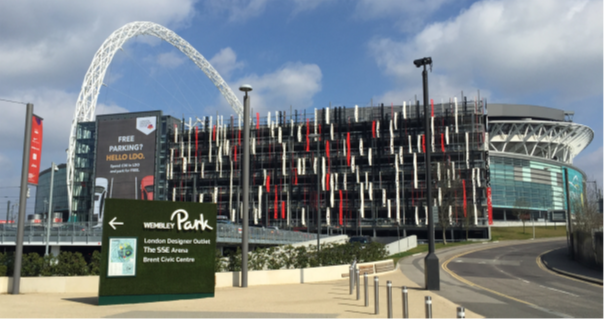 FREE
PARKING?
HELLO LDO.
WEMBLEY Park
London Designer Outlet
The SSE Arena
Brent Civic Centre